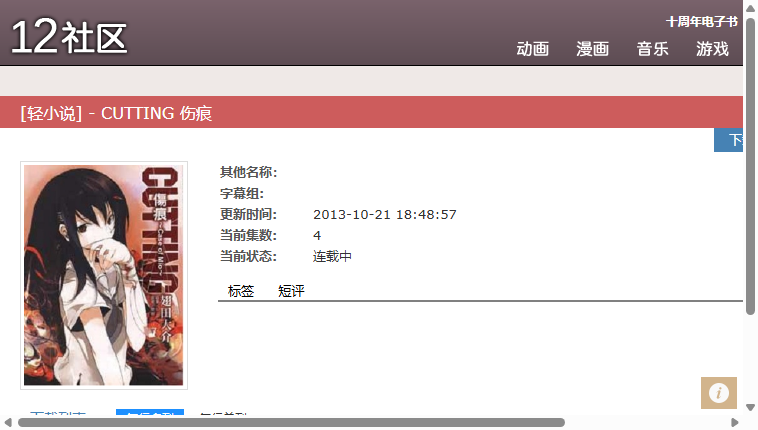 12社区
十周年电子书
动画 漫画 音乐 游戏
[轻小说] - CUTTING 伤痕
其他名称:
字幕组:
更新时间: 2013-10-21 18:48:57
当前集数: 4
当前状态: 连载中
标签 短评
CUTTING
傷痕
翅田大介